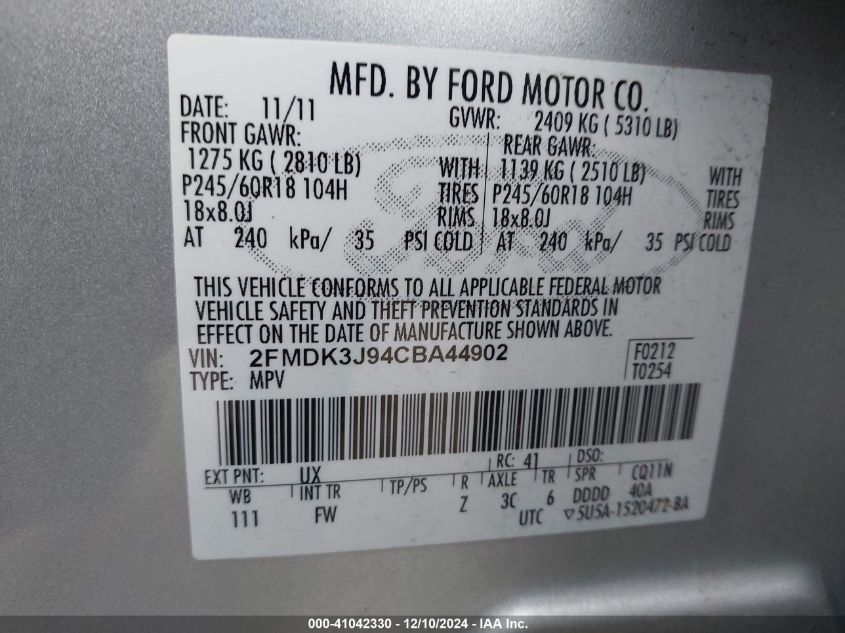 MFD. BY FORD MOTOR CO.
DATE: 11/11 GVWR: 2409 KG ( 5310 LB)
FRONT GAWR: REAR GAWR:
1275 KG ( 2810 LB) WITH 1139 KG ( 2510 LB) WITH
P245/60R18 104H TIRES P245/60R18 104H TIRES
18x8.0J RIMS 18x8.0J RIMS
AT 240 kPa/ 35 PSI COLD AT 240 kPa/ 35 PSI COLD
Ford
THIS VEHICLE CONFORMS TO ALL APPLICABLE FEDERAL MOTOR
VEHICLE SAFETY AND THEFT PREVENTION STANDARDS IN
EFFECT ON THE DATE OF MANUFACTURE SHOWN ABOVE.
VIN: 2FMDK3J94CBA44902 F0212
TYPE: MPV T0254
EXT PNT: UX RC: 41 DSO:
WB INT TR TP/PS R AXLE TR SPR CQ11N
111 FW Z 3C 6 DDDD 40A
UTC ▽5U5A-1520472-BA
000-41042330 – 12/10/2024 – IAA Inc.